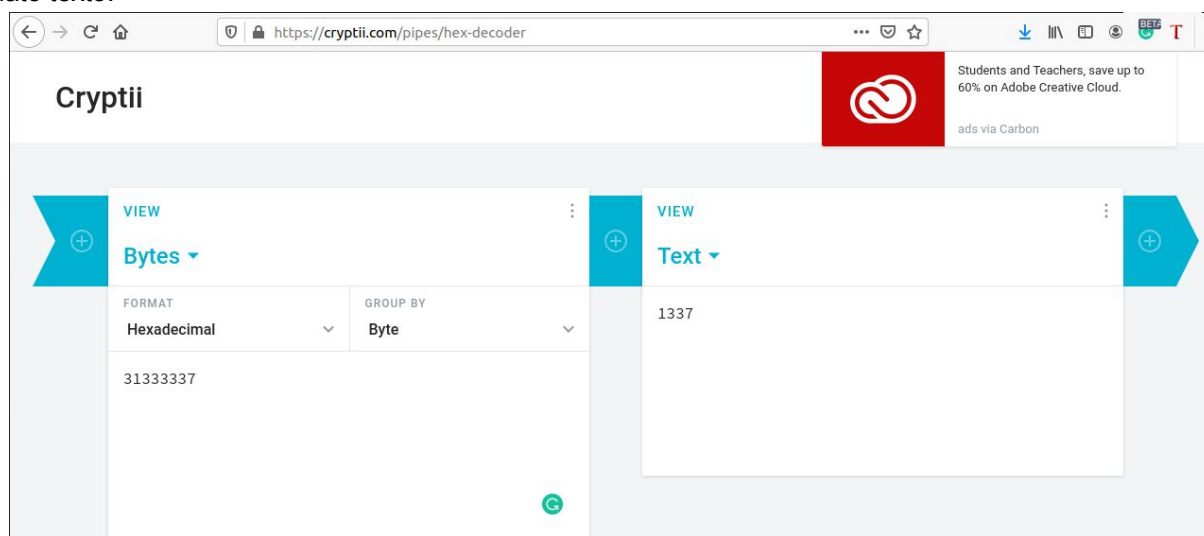 https://cryptii.com/pipes/hex-decoder
BETA
T
Cryptii
Students and Teachers, save up to
60% on Adobe Creative Cloud.
ads via Carbon
VIEW
Bytes
VIEW
Text
FORMAT
Hexadecimal
GROUP BY
Byte
31333337
1337